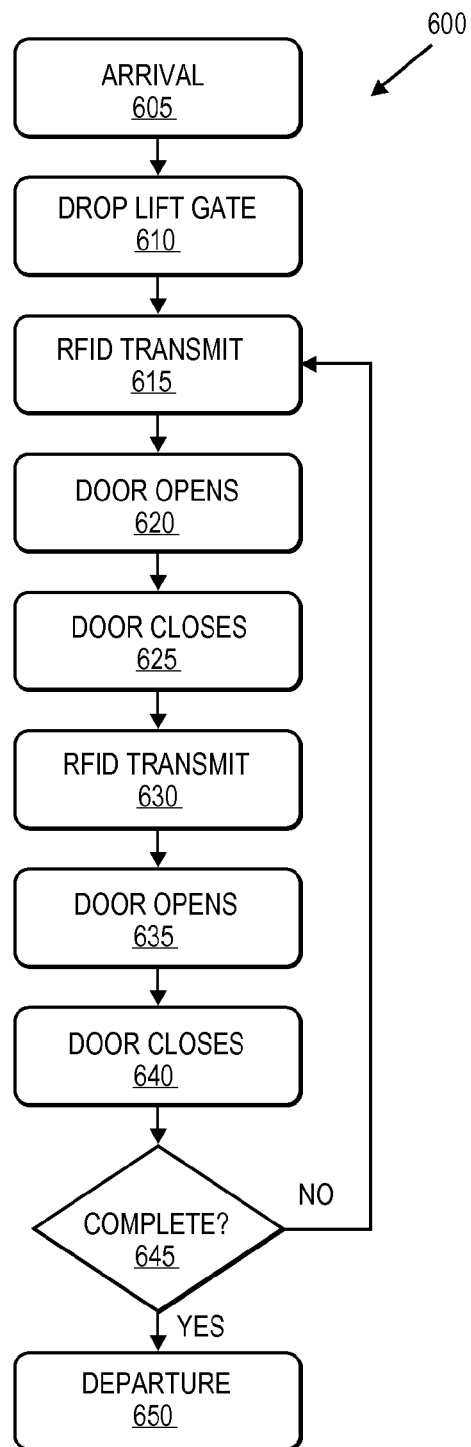 600
ARRIVAL
605
DROP LIFT GATE
610
RFID TRANSMIT
615
DOOR OPENS
620
DOOR CLOSES
625
RFID TRANSMIT
630
DOOR OPENS
635
DOOR CLOSES
640
NO
COMPLETE?
645
YES
DEPARTURE
650